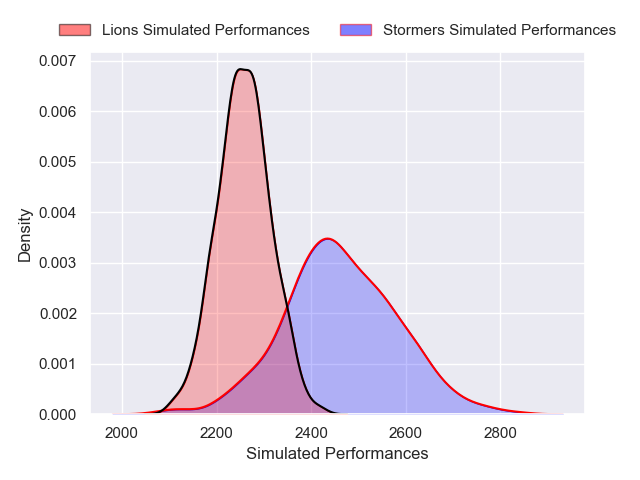 Lions Simulated Performances Stormers Simulated Performances
0.007
0.006
0.005
0.004
0.003
0.002
0.001
0.000
Density
2000 2200 2400 2600 2800
Simulated Performances